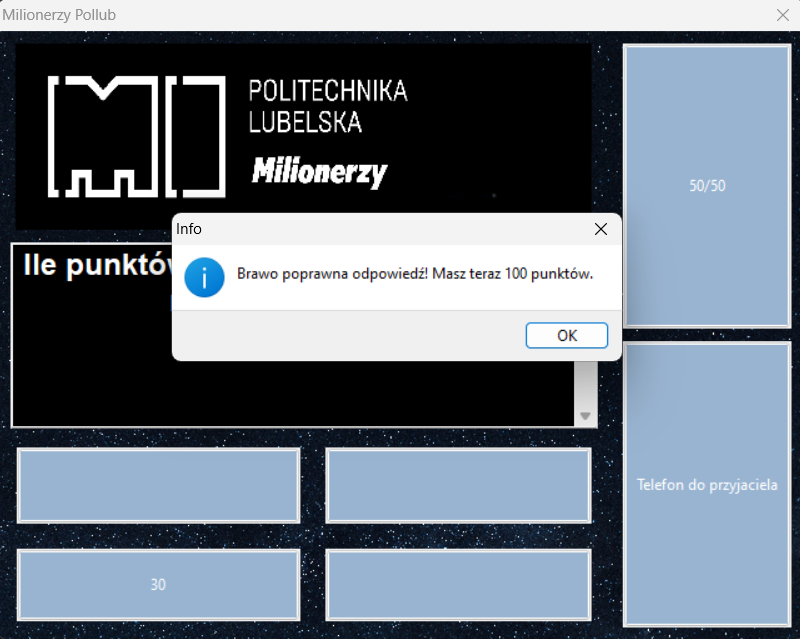 Milionerzy Pollub
POLITECHNIKA
LUBELSKA
Milionerzy
50/50
Info
Brawo poprawna odpowiedź! Masz teraz 100 punktów.
OK
Ile punktów
Telefon do przyjaciela
30